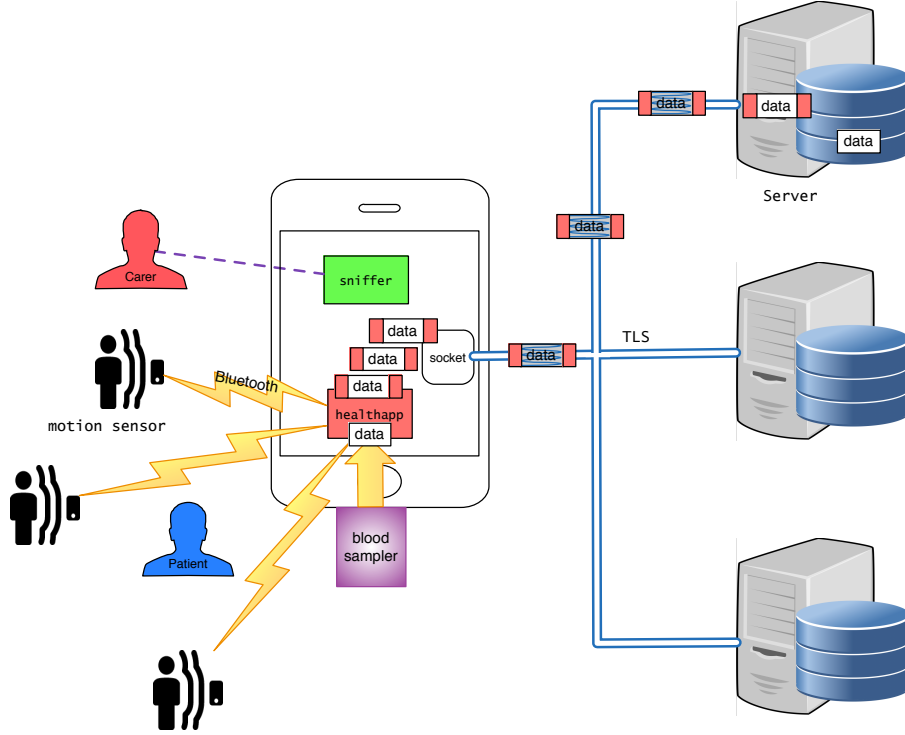 data
data
data
data
Server
data
Carer
sniffer
data
socket
TLS
data
data
Bluetooth
data
motion sensor
healthapp
data
blood
sampler
Patient